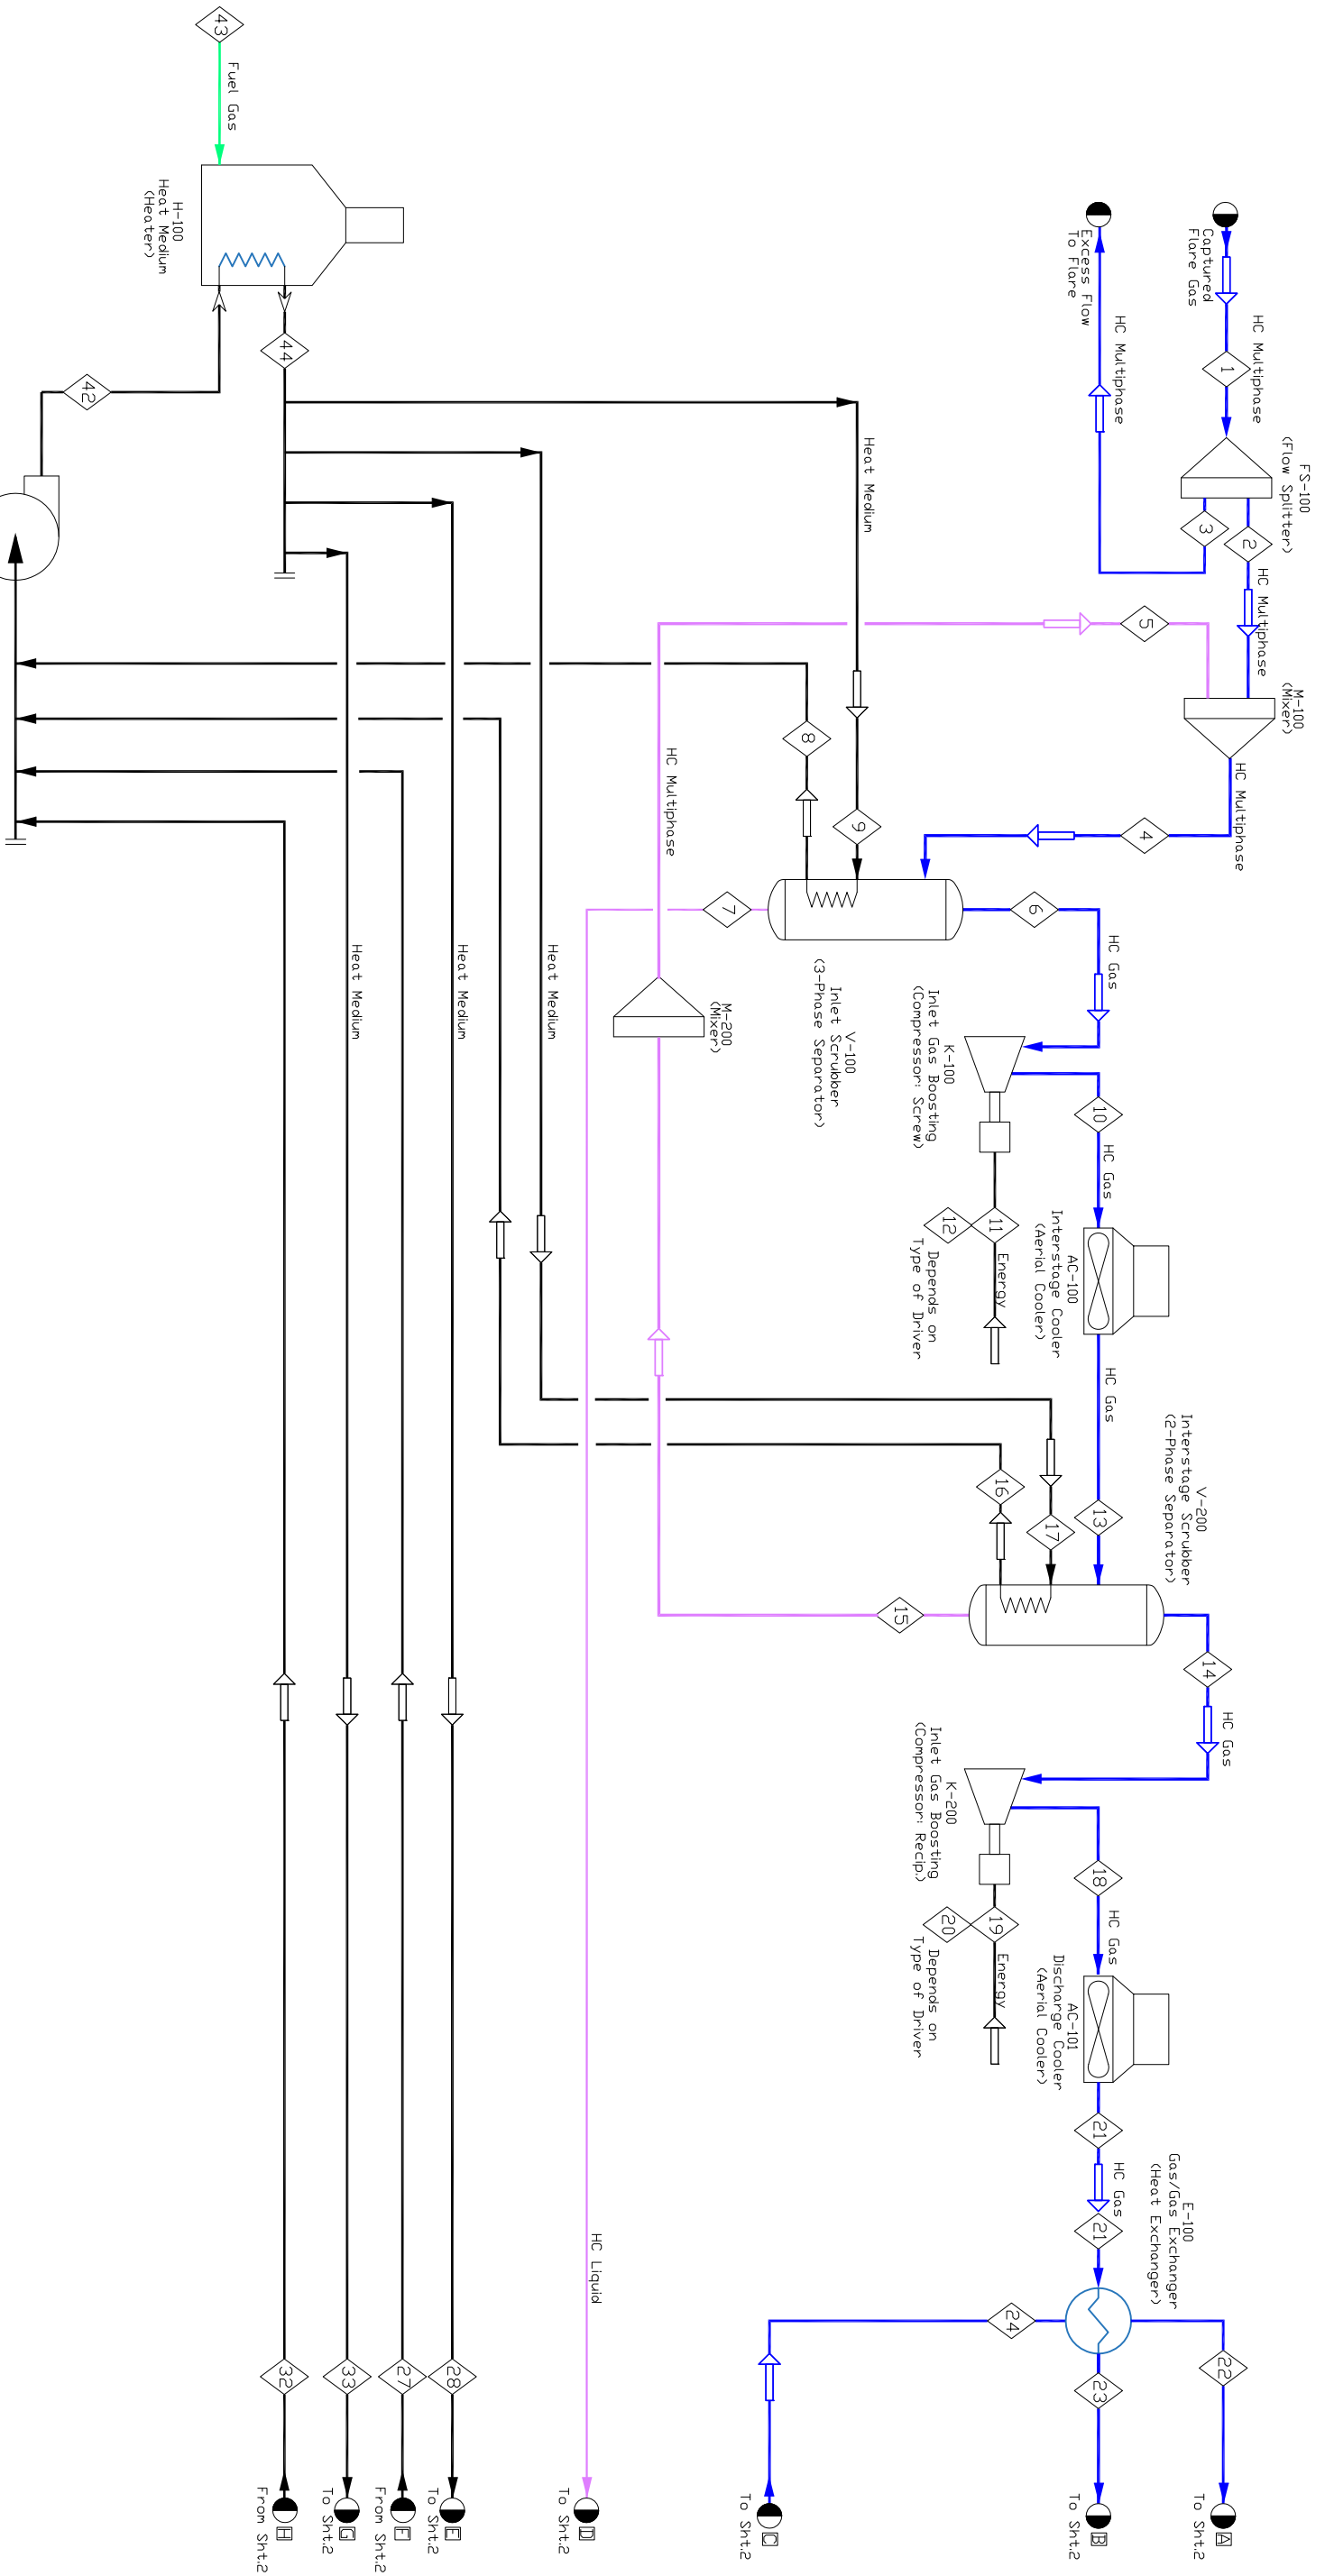 43
Fuel Gas
H-100
Heat Medium
(Heater)
42
44
Captured
Flare Gas
HC Multiphase
1
FS-100
(Flow Splitter)
2
HC Multiphase
3
HC Multiphase
Excess Flow
To Flare
M-100
(Mixer)
HC Multiphase
4
5
HC Multiphase
Heat Medium
9
8
7
6
HC Gas
V-100
Inlet Scrubber
(3-Phase Separator)
M-200
(Mixer)
K-100
Inlet Gas Boosting
(Compressor: Screw)
10
HC Gas
11
12
Energy
Depends on
Type of Driver
AC-100
Interstage Cooler
(Aerial Cooler)
HC Gas
13
V-200
Interstage Scrubber
(2-Phase Separator)
16
17
15
14
HC Gas
K-200
Inlet Gas Boosting
(Compressor: Recip.)
18
HC Gas
19
20
Energy
Depends on
Type of Driver
AC-101
Discharge Cooler
(Aerial Cooler)
21
HC Gas
21
E-100
Gas/Gas Exchanger
(Heat Exchanger)
22
23
24
A
To Sht.2
B
To Sht.2
C
To Sht.2
HC Liquid
D
To Sht.2
Heat Medium
Heat Medium
Heat Medium
28
E
To Sht.2
27
F
From Sht.2
33
G
To Sht.2
32
H
From Sht.2